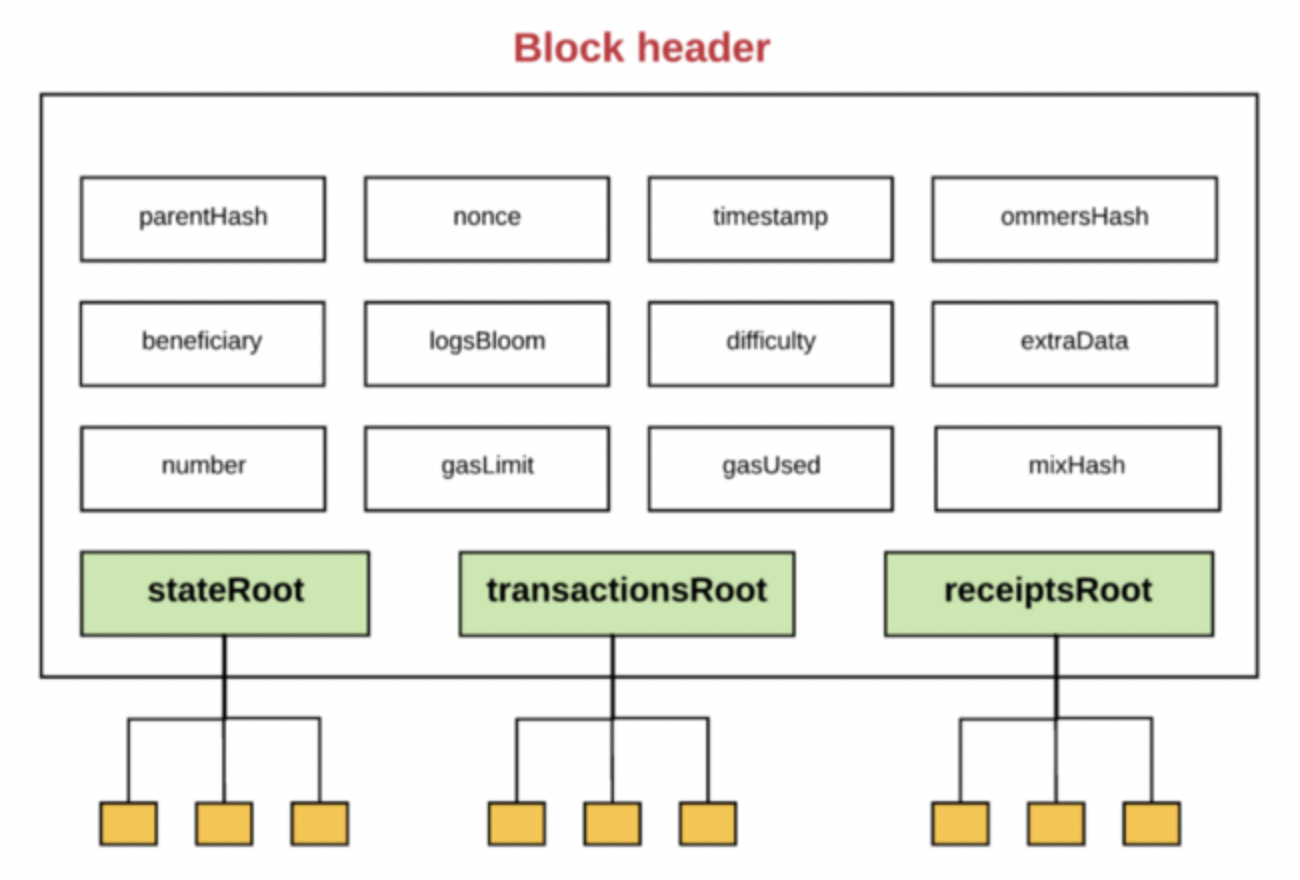 Block header
parentHash
nonce
timestamp
ommersHash
beneficiary
logsBloom
difficulty
extraData
number
gasLimit
gasUsed
mixHash
stateRoot
transactionsRoot
receiptsRoot